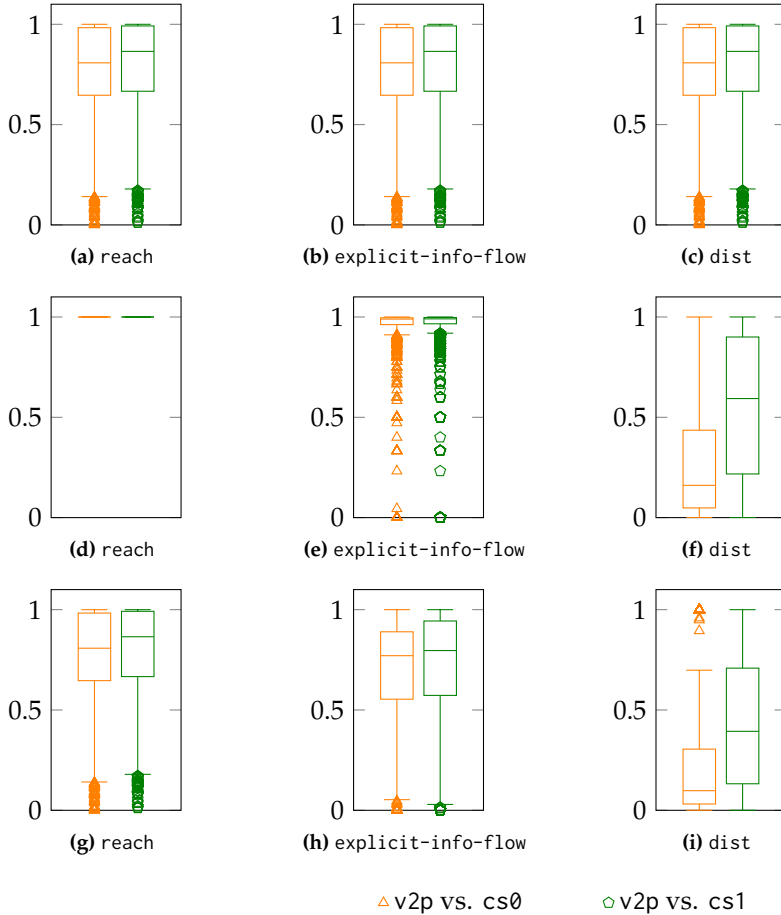 1 1 1
0.5 0.5 0.5
0 0 0
(a) reach (b) explicit-info-flow (c) dist
1 1 1
0.5 0.5 0.5
0 0 0
(d) reach (e) explicit-info-flow (f) dist
1 1 1
0.5 0.5 0.5
0 0 0
(g) reach (h) explicit-info-flow (i) dist
v2p vs. cs0 v2p vs. cs1